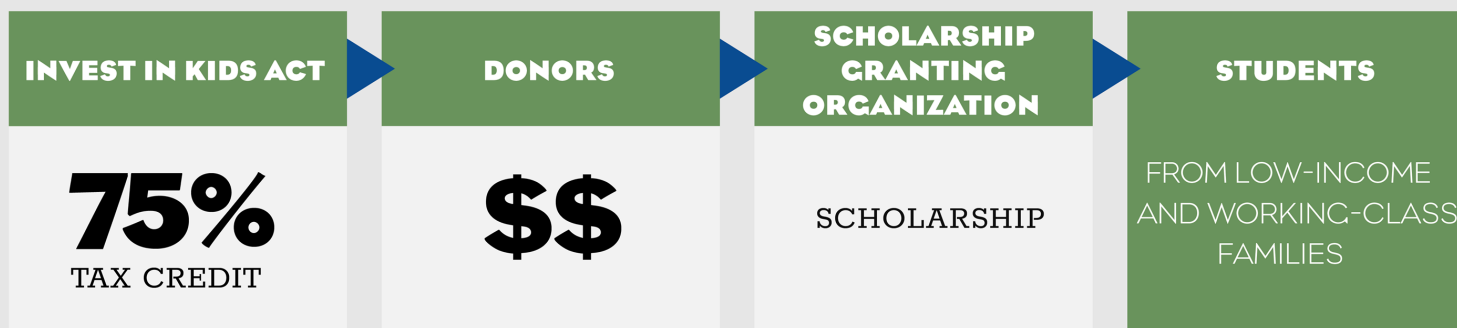 INVEST IN KIDS ACT
75%
TAX CREDIT
DONORS
$$
SCHOLARSHIP
GRANTING
ORGANIZATION
SCHOLARSHIP
STUDENTS
FROM LOW-INCOME
AND WORKING-CLASS
FAMILIES